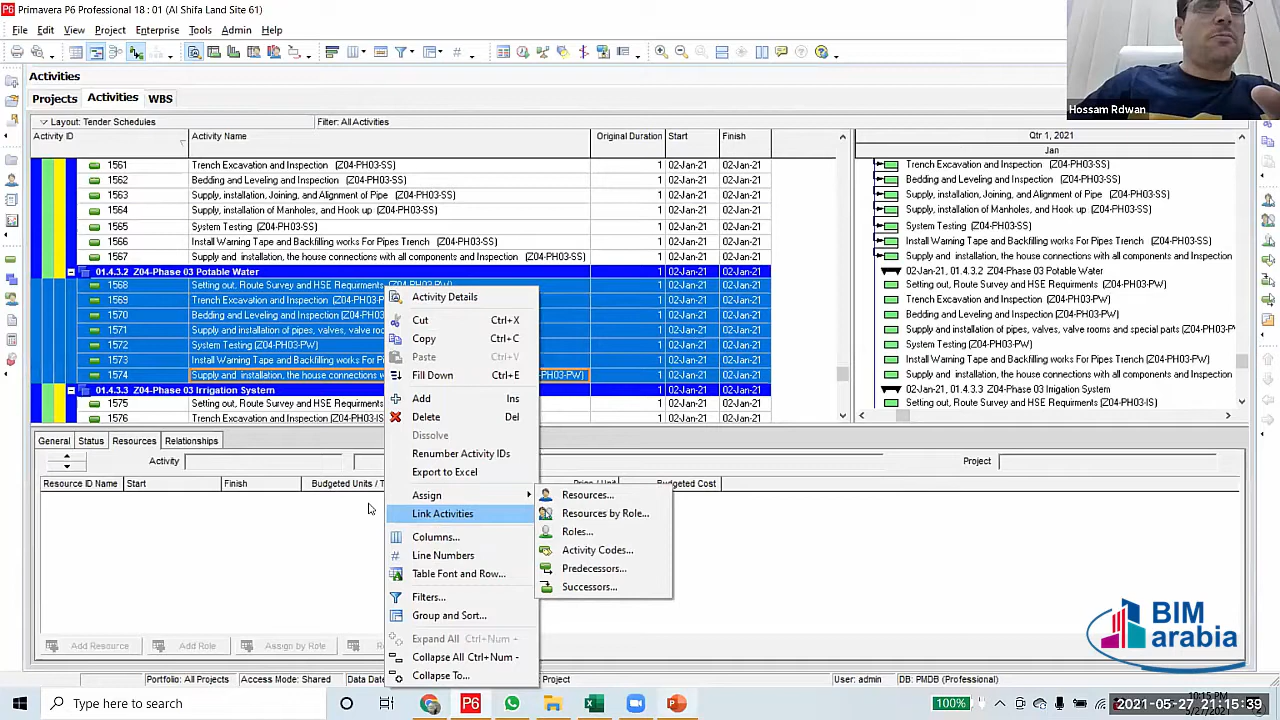 Primavera P6 Professional 18 : 01 (Al Shifa Land Site 61)
File Edit View Project Enterprise Tools Admin Help
Activities
Projects Activities WBS
Layout: Tender Schedules Filter: All Activities
Activity ID Activity Name Original Duration Start Finish Qtr 1, 2021
Jan
1561 Trench Excavation and Inspection (Z04-PH03-SS) 1 02-Jan-21 02-Jan-21 Trench Excavation and Inspection (Z04-PH03-SS)
1562 Bedding and Leveling and Inspection (Z04-PH03-SS) 1 02-Jan-21 02-Jan-21 Bedding and Leveling and Inspection (Z04-PH03-SS)
1563 Supply, installation, Joining, and Alignment of Pipe (Z04-PH03-SS) 1 02-Jan-21 02-Jan-21 Supply, installation, Joining, and Alignment of Pipe (Z04-PH03-SS)
1564 Supply, installation of Manholes, and Hook up (Z04-PH03-SS) 1 02-Jan-21 02-Jan-21 Supply, installation of Manholes, and Hook up (Z04-PH03-SS)
1565 System Testing (Z04-PH03-SS) 1 02-Jan-21 02-Jan-21 System Testing (Z04-PH03-SS)
1566 Install Warning Tape and Backfilling works For Pipes Trench (Z04-PH03-SS) 1 02-Jan-21 02-Jan-21 Install Warning Tape and Backfilling works For Pipes Trench (Z04-PH03-SS)
1567 Supply and installation, the house connections with all components and Inspection (Z04-PH03-SS) 1 02-Jan-21 02-Jan-21 Supply and installation, the house connections with all components and Inspection
01.4.3.2 Z04-Phase 03 Potable Water 1 02-Jan-21 02-Jan-21 02-Jan-21, 01.4.3.2 Z04-Phase 03 Potable Water
1568 Setting out, Route Survey and HSE Requirments (Z04-PH03-PW) 1 02-Jan-21 02-Jan-21 Setting out, Route Survey and HSE Requirments (Z04-PH03-PW)
1569 Trench Excavation and Inspection (Z04-PH03 1 02-Jan-21 02-Jan-21 Trench Excavation and Inspection (Z04-PH03-PW)
1570 Bedding and Leveling and Inspection (Z04-P 1 02-Jan-21 02-Jan-21 Bedding and Leveling and Inspection (Z04-PH03-PW)
1571 Supply and installation of pipes, valves, valve roo 1 02-Jan-21 02-Jan-21 Supply and installation of pipes, valves, valve rooms and special parts (Z04-PH03-PW)
1572 System Testing (Z04-PH03-PW) 1 02-Jan-21 02-Jan-21 System Testing (Z04-PH03-PW)
1573 Install Warning Tape and Backfilling works For P 1 02-Jan-21 02-Jan-21 Install Warning Tape and Backfilling works For Pipes Trench (Z04-PH03-PW)
1574 Supply and installation, the house connections w PH03-PW) 1 02-Jan-21 02-Jan-21 Supply and installation, the house connections with all components and Inspection
01.4.3.3 Z04-Phase 03 Irrigation System 1 02-Jan-21 02-Jan-21 02-Jan-21, 01.4.3.3 Z04-Phase 03 Irrigation System
1575 Setting out, Route Survey and HSE Requirm 1 02-Jan-21 02-Jan-21 Setting out, Route Survey and HSE Requirments (Z04-PH03-IS)
1576 Trench Excavation and Inspection (Z04-PH03 1 02-Jan-21 02-Jan-21 Trench Excavation and Inspection (Z04-PH03-IS)
Activity Details
Cut Ctrl+X
Copy Ctrl+C
Paste Ctrl+V
Fill Down Ctrl+E
Add Ins
Delete Del
Dissolve
Renumber Activity IDs
Export to Excel
Assign
Link Activities
Columns...
Line Numbers
Table Font and Row...
Filters...
Group and Sort...
Expand All Ctrl+Num +
Collapse All Ctrl+Num -
Collapse To...
Resources...
Resources by Role...
Roles...
Activity Codes...
Predecessors...
Successors...
General Status Resources Relationships
Activity Project
Resource ID Name Start Finish Budgeted Units / T Price / Unit Budgeted Cost
Add Resource Add Role Assign by Role
Portfolio: All Projects Access Mode: Shared Data Date Project User: admin DB: PMDB (Professional)
Type here to search
100%
10:15 PM
2021-05-27 21:15:39
Hossam Rdwan
BIM
arabia